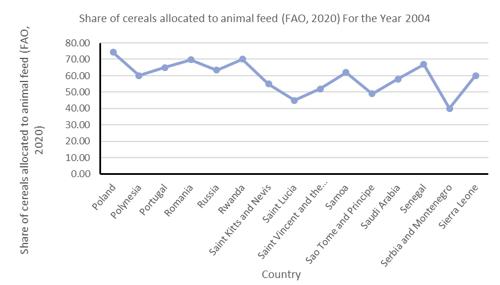 Share of cereals allocated to animal feed (FAO, 2020) For the Year 2004
Share of cereals allocated to animal feed (FAO,
2020)
80.00
70.00
60.00
50.00
40.00
30.00
20.00
10.00
0.00
Poland
Polynesia
Portugal
Romania
Russia
Rwanda
Saint Kitts and Nevis
Saint Lucia
Saint Vincent and the...
Samoa
Sao Tome and Principe
Saudi Arabia
Senegal
Serbia and Montenegro
Sierra Leone
Country